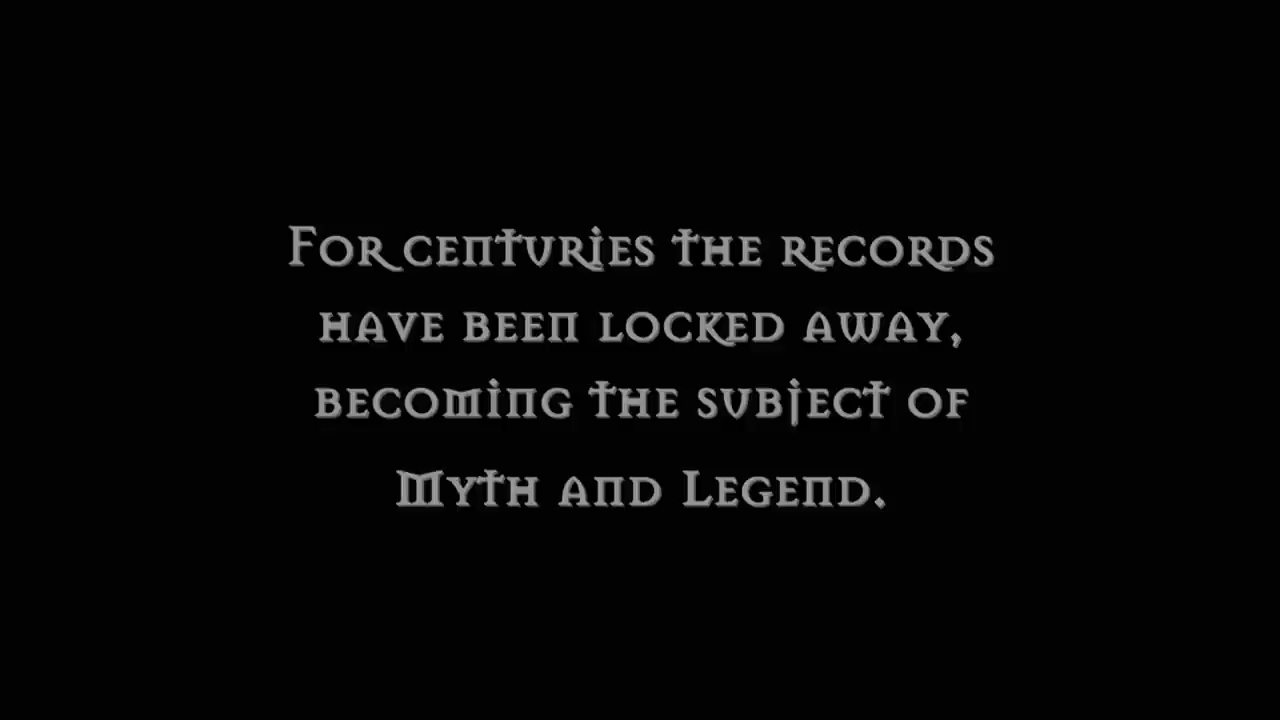 For centuries the records
have been locked away,
becoming the subject of
Myth and Legend.